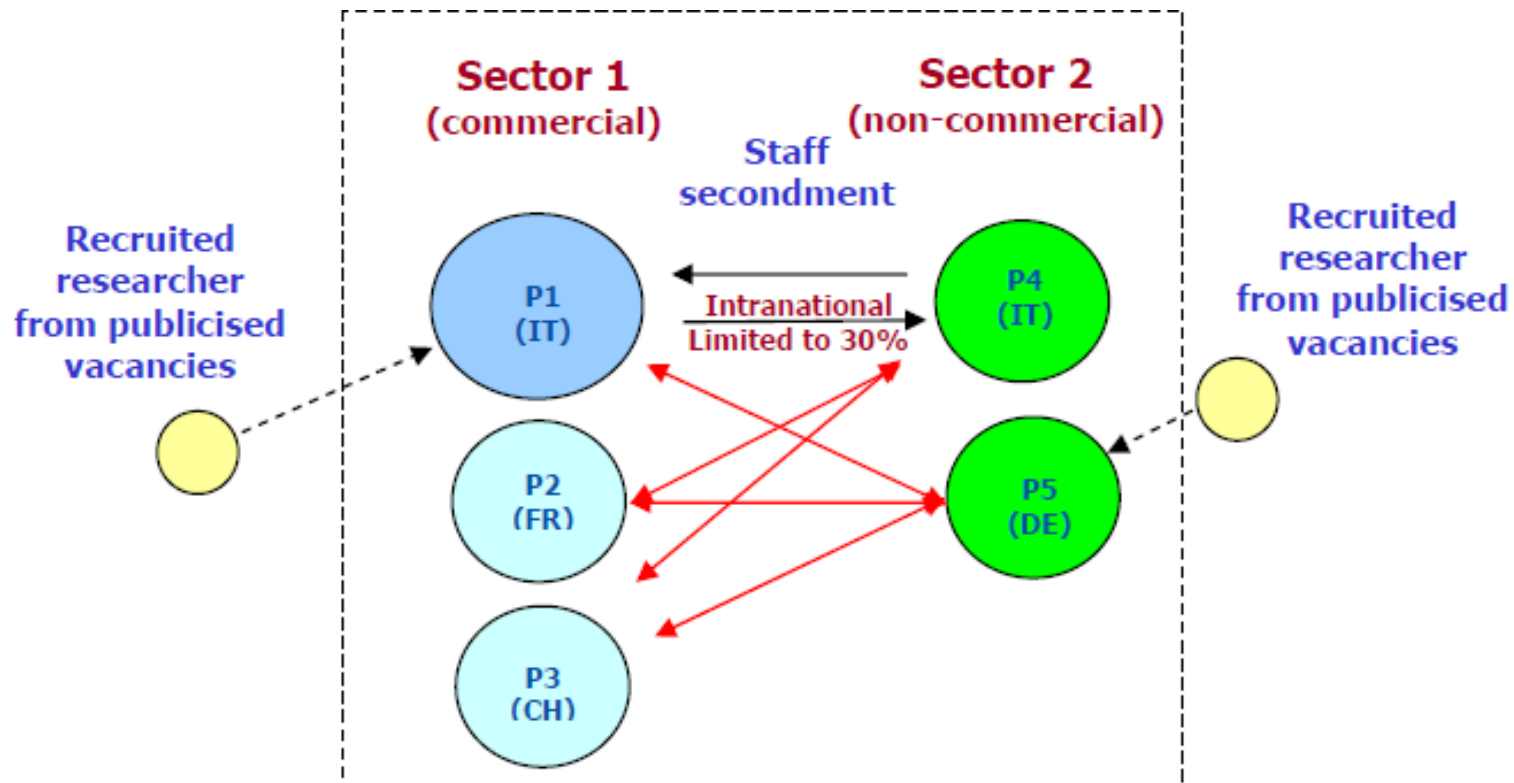 Sector 1
(commercial)
Sector 2
(non-commercial)
Staff
secondment
Recruited
researcher
from publicised
vacancies
Recruited
researcher
from publicised
vacancies
P1
(IT)
Intranational
Limited to 30%
P4
(IT)
P2
(FR)
P5
(DE)
P3
(CH)